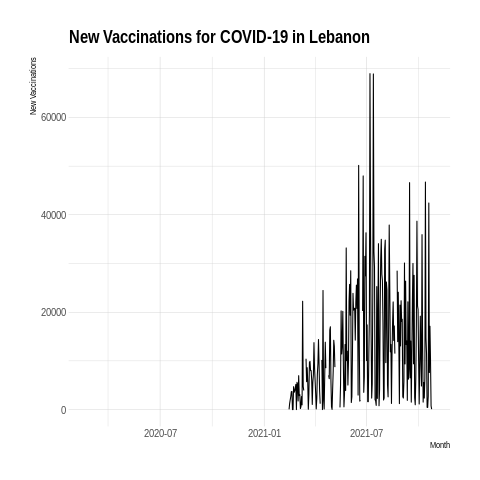 New Vaccinations for COVID-19 in Lebanon
New Vaccinations
60000
40000
20000
0
2020-07 2021-01 2021-07
Month